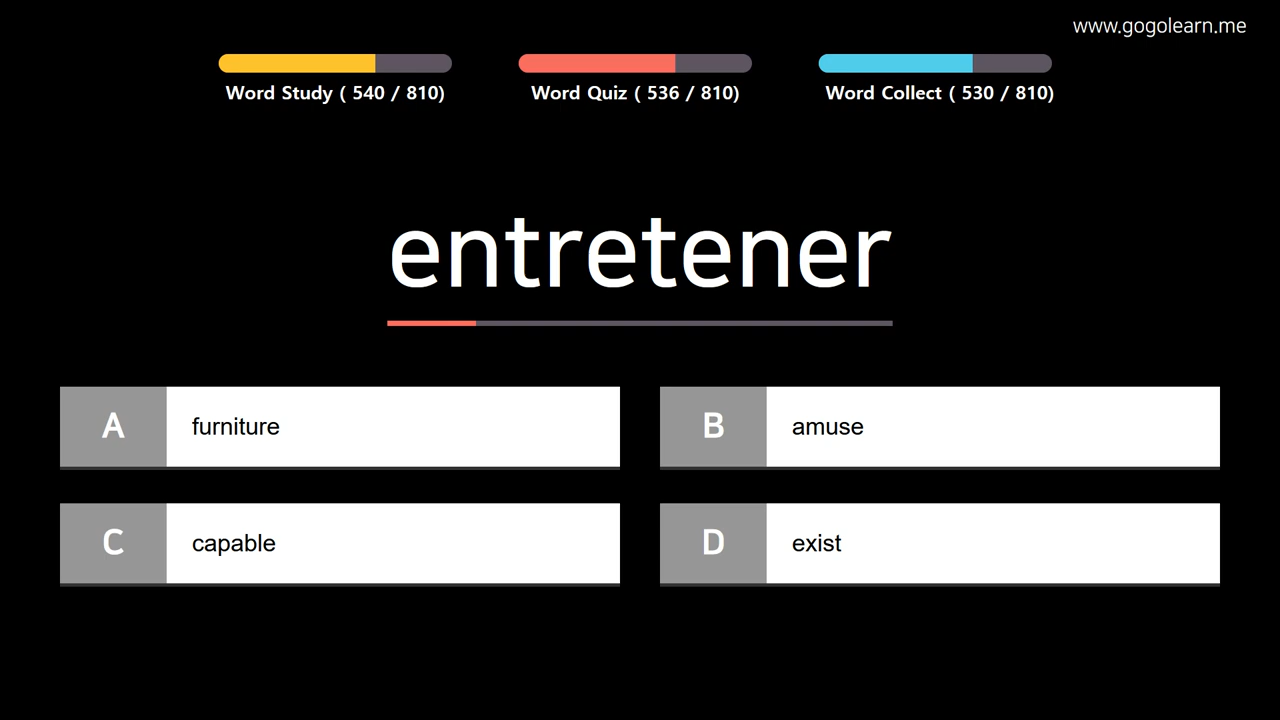 www.gogolearn.me
Word Study ( 540 / 810)
Word Quiz ( 536 / 810)
Word Collect ( 530 / 810)
entretener
A furniture
B amuse
C capable
D exist